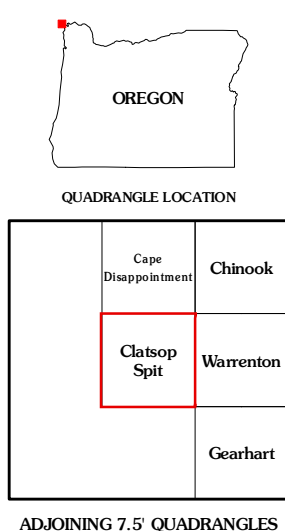 OREGON
QUADRANGLE LOCATION
Cape
Disappointment
Chinook
Clatsop
Spit
Warrenton
Gearhart
ADJOINING 7.5' QUADRANGLES